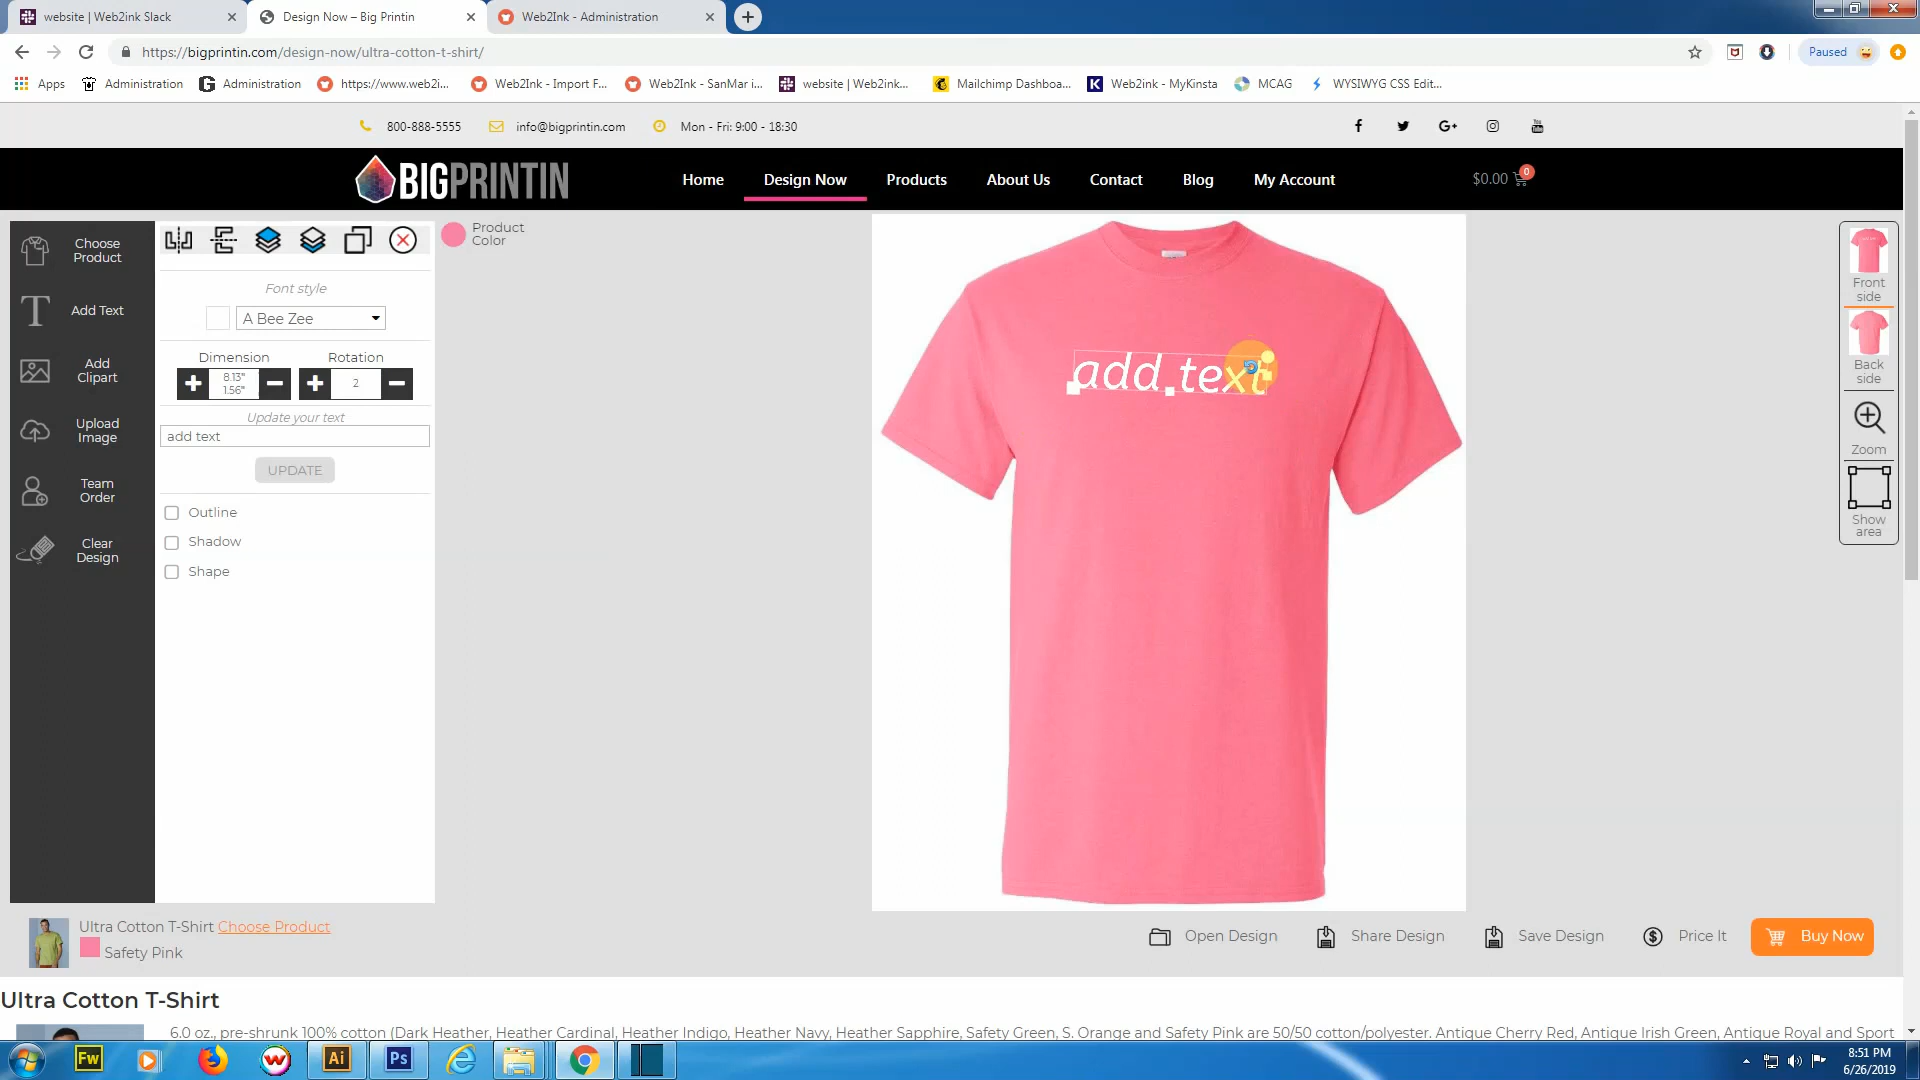 website | Web2ink Slack
Design Now – Big Printin
Web2Ink - Administration
https://bigprintin.com/design-now/ultra-cotton-t-shirt/
Paused
Apps
Administration
Administration
https://www.web2i...
Web2Ink - Import F...
Web2Ink - SanMar i...
website | Web2ink...
Mailchimp Dashboa...
Web2ink - MyKinsta
MCAG
WYSIWYG CSS Edit...
800-888-5555
info@bigprintin.com
Mon - Fri: 9:00 - 18:30
BIGPRINTIN
Home
Design Now
Products
About Us
Contact
Blog
My Account
$0.00
0
Choose
Product
Add Text
Add
Clipart
Upload
Image
Team
Order
Clear
Design
Font style
A Bee Zee
Dimension
Rotation
8.13"
1.56"
2
Update your text
add text
UPDATE
Outline
Shadow
Shape
Product
Color
add text
Front
side
Back
side
Zoom
Show
area
Ultra Cotton T-Shirt Choose Product
Safety Pink
Open Design
Share Design
Save Design
Price It
Buy Now
Ultra Cotton T-Shirt
6.0 oz., pre-shrunk 100% cotton (Dark Heather, Heather Cardinal, Heather Indigo, Heather Navy, Heather Sapphire, Safety Green, S. Orange and Safety Pink are 50/50 cotton/polyester. Antique Cherry Red, Antique Irish Green, Antique Royal and Sport
Fw
Ai
Ps
8:51 PM
6/26/2019